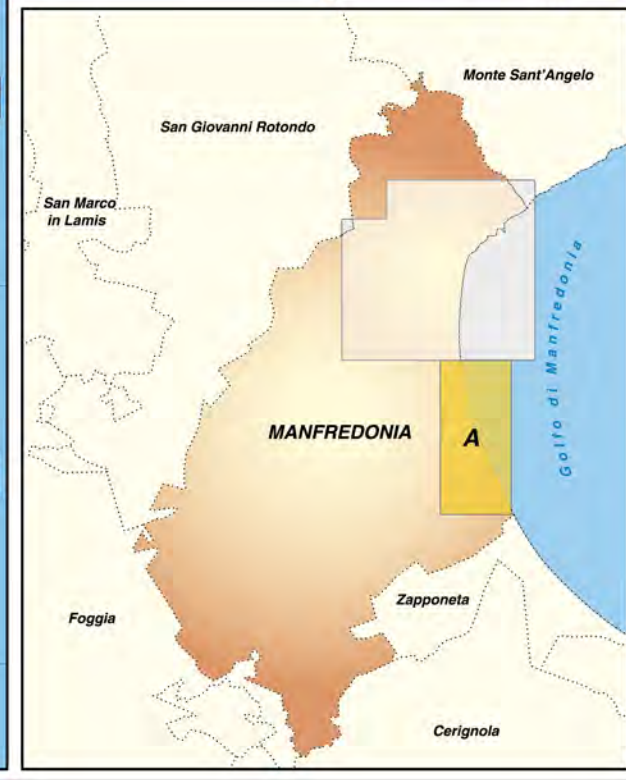 Monte Sant'Angelo
San Giovanni Rotondo
San Marco
in Lamis
Golfo di Manfredonia
MANFREDONIA
A
Zapponeta
Foggia
Cerignola